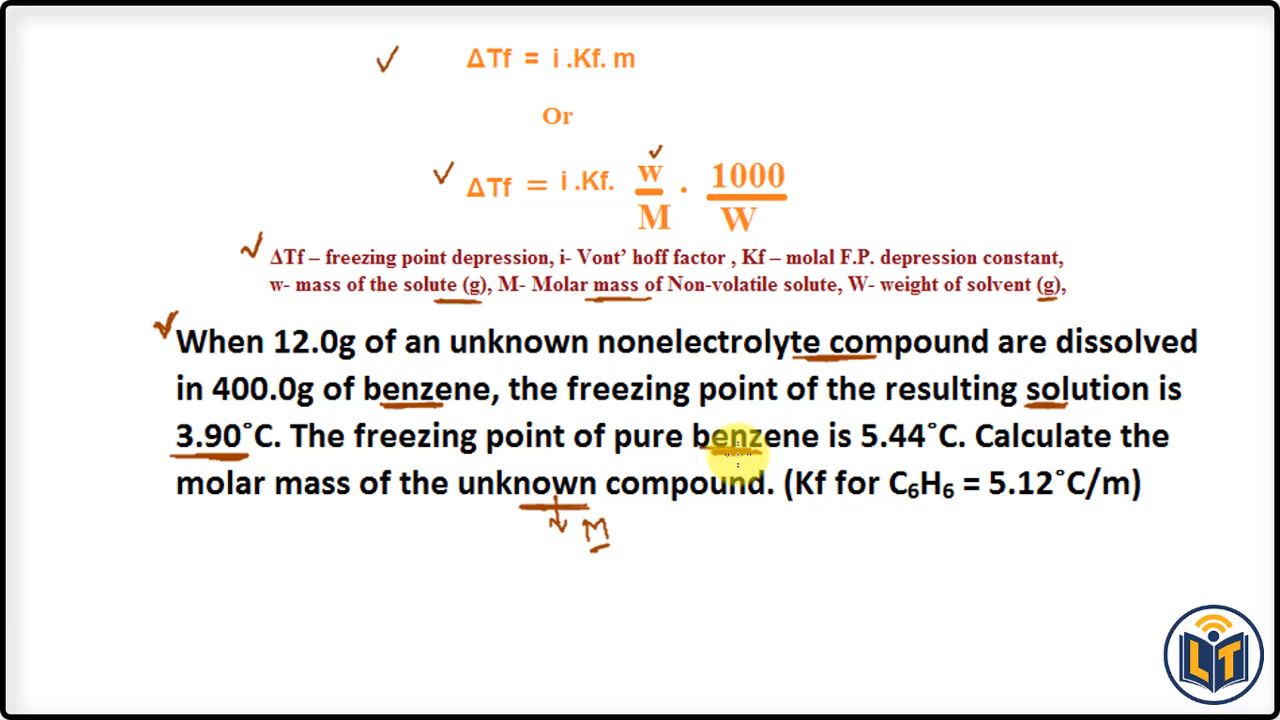 ΔTf = i .Kf. m
Or
ΔTf = i .Kf. w/M . 1000/W
ΔTf – freezing point depression, i- Vont’ hoff factor , Kf – molal F.P. depression constant,
w- mass of the solute (g), M- Molar mass of Non-volatile solute, W- weight of solvent (g),
When 12.0g of an unknown nonelectrolyte compound are dissolved
in 400.0g of benzene, the freezing point of the resulting solution is
3.90˚C. The freezing point of pure benzene is 5.44˚C. Calculate the
molar mass of the unknown compound. (Kf for C₆H₆ = 5.12˚C/m)
M
LT